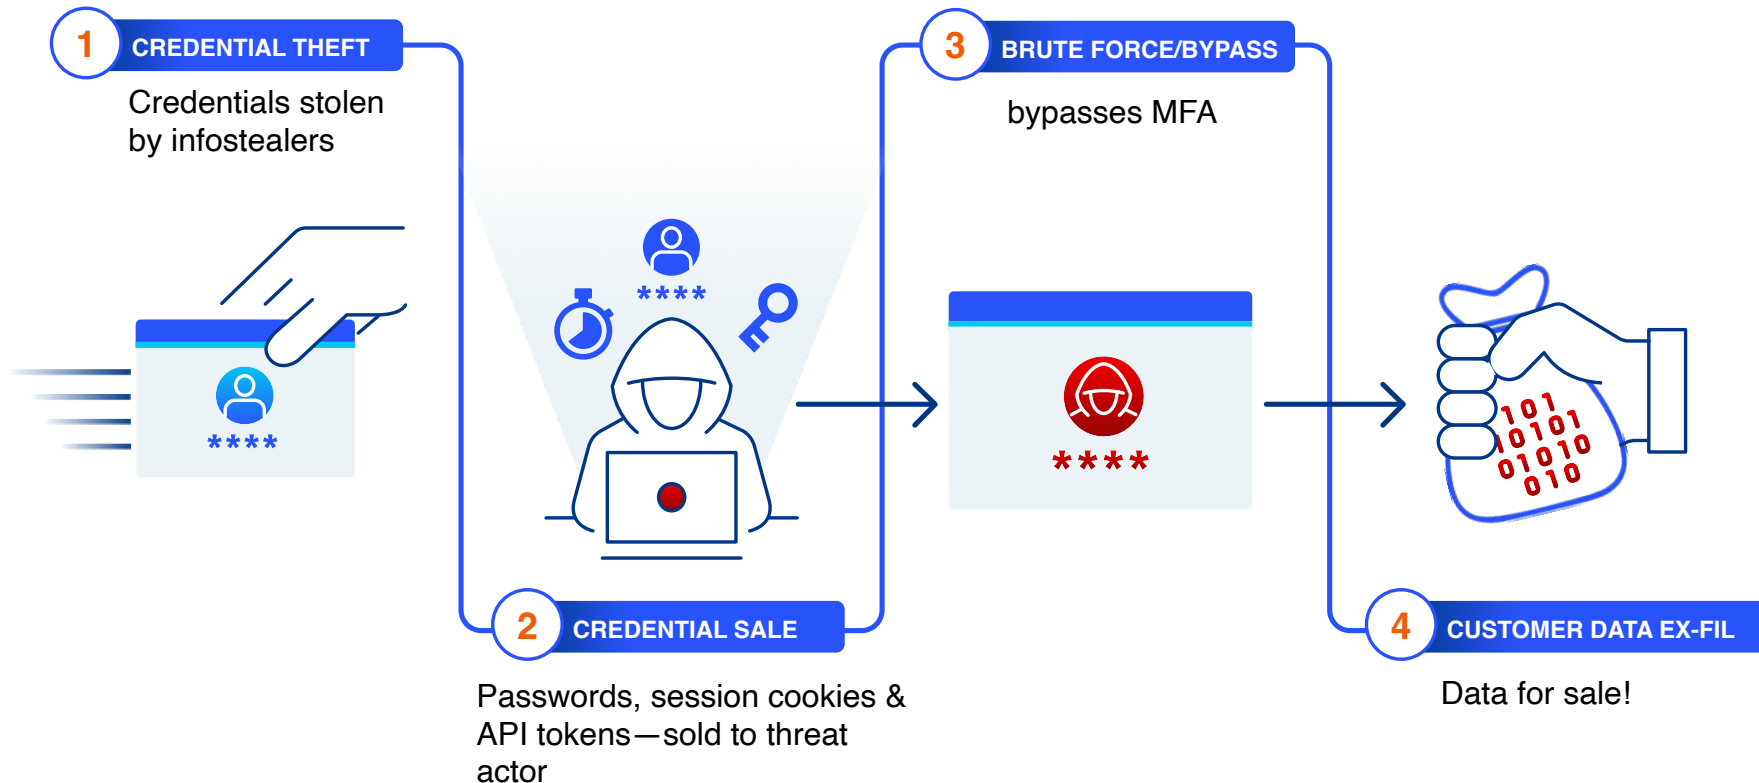 1 CREDENTIAL THEFT
Credentials stolen
by infostealers
****
2 CREDENTIAL SALE
Passwords, session cookies &
API tokens—sold to threat
actor
****
3 BRUTE FORCE/BYPASS
bypasses MFA
****
4 CUSTOMER DATA EX-FIL
Data for sale!
101
10101
01010
010